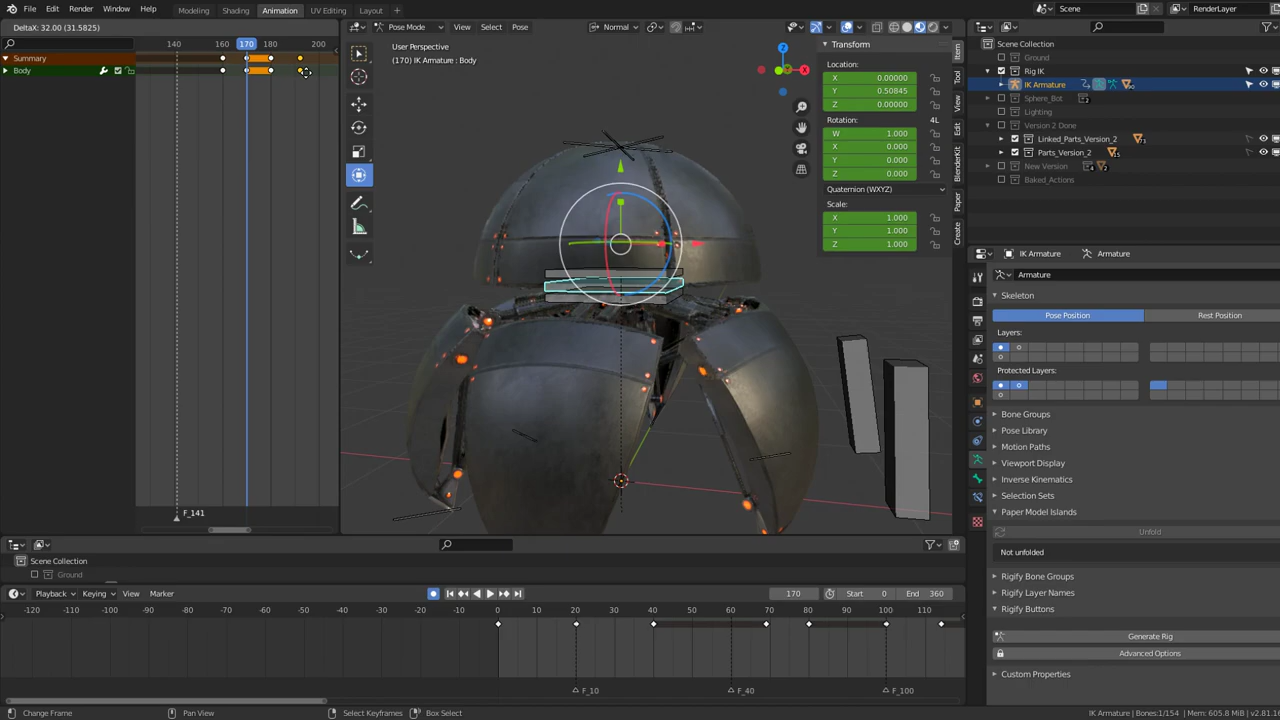 File Edit Render Window Help Modeling Shading Animation UV Editing Layout Scene RenderLayer
DeltaX: 32.00 (31.5825)
Pose Mode View Select Pose Normal
140 160 170 180 200
Summary
Body
F_141
User Perspective
(170) IK Armature : Body
Z
X
Transform
Location:
X 0.00000
Y 0.50845
Z 0.00000
Rotation: 4L
W 1.000
X 0.000
Y 0.000
Z 0.000
Quaternion (WXYZ)
Scale:
X 1.000
Y 1.000
Z 1.000
Item
Tool
View
Edit
BlenderKit
Paper
Create
Scene Collection
Ground
Rig IK
IK Armature
Sphere_Bot 2
Lighting
Version 2 Done
Linked_Parts_Version_2 73
Parts_Version_2 15
New Version 4 2
Baked_Actions
IK Armature Armature
Armature
Skeleton
Pose Position Rest Position
Layers:
Protected Layers:
Bone Groups
Pose Library
Motion Paths
Viewport Display
Inverse Kinematics
Selection Sets
Paper Model Islands
Unfold
Not unfolded
Rigify Bone Groups
Rigify Layer Names
Rigify Buttons
Generate Rig
Advanced Options
Custom Properties
Scene Collection
Ground
Playback Keying View Marker 170 Start 0 End 360
-120 -110 -100 -90 -80 -70 -60 -50 -40 -30 -20 -10 0 10 20 30 40 50 60 70 80 90 100 110
F_10 F_40 F_100
Change Frame Pan View Select Keyframes Box Select IK Armature | Bones:1/154 | Mem: 605.8 MiB | v2.81.16